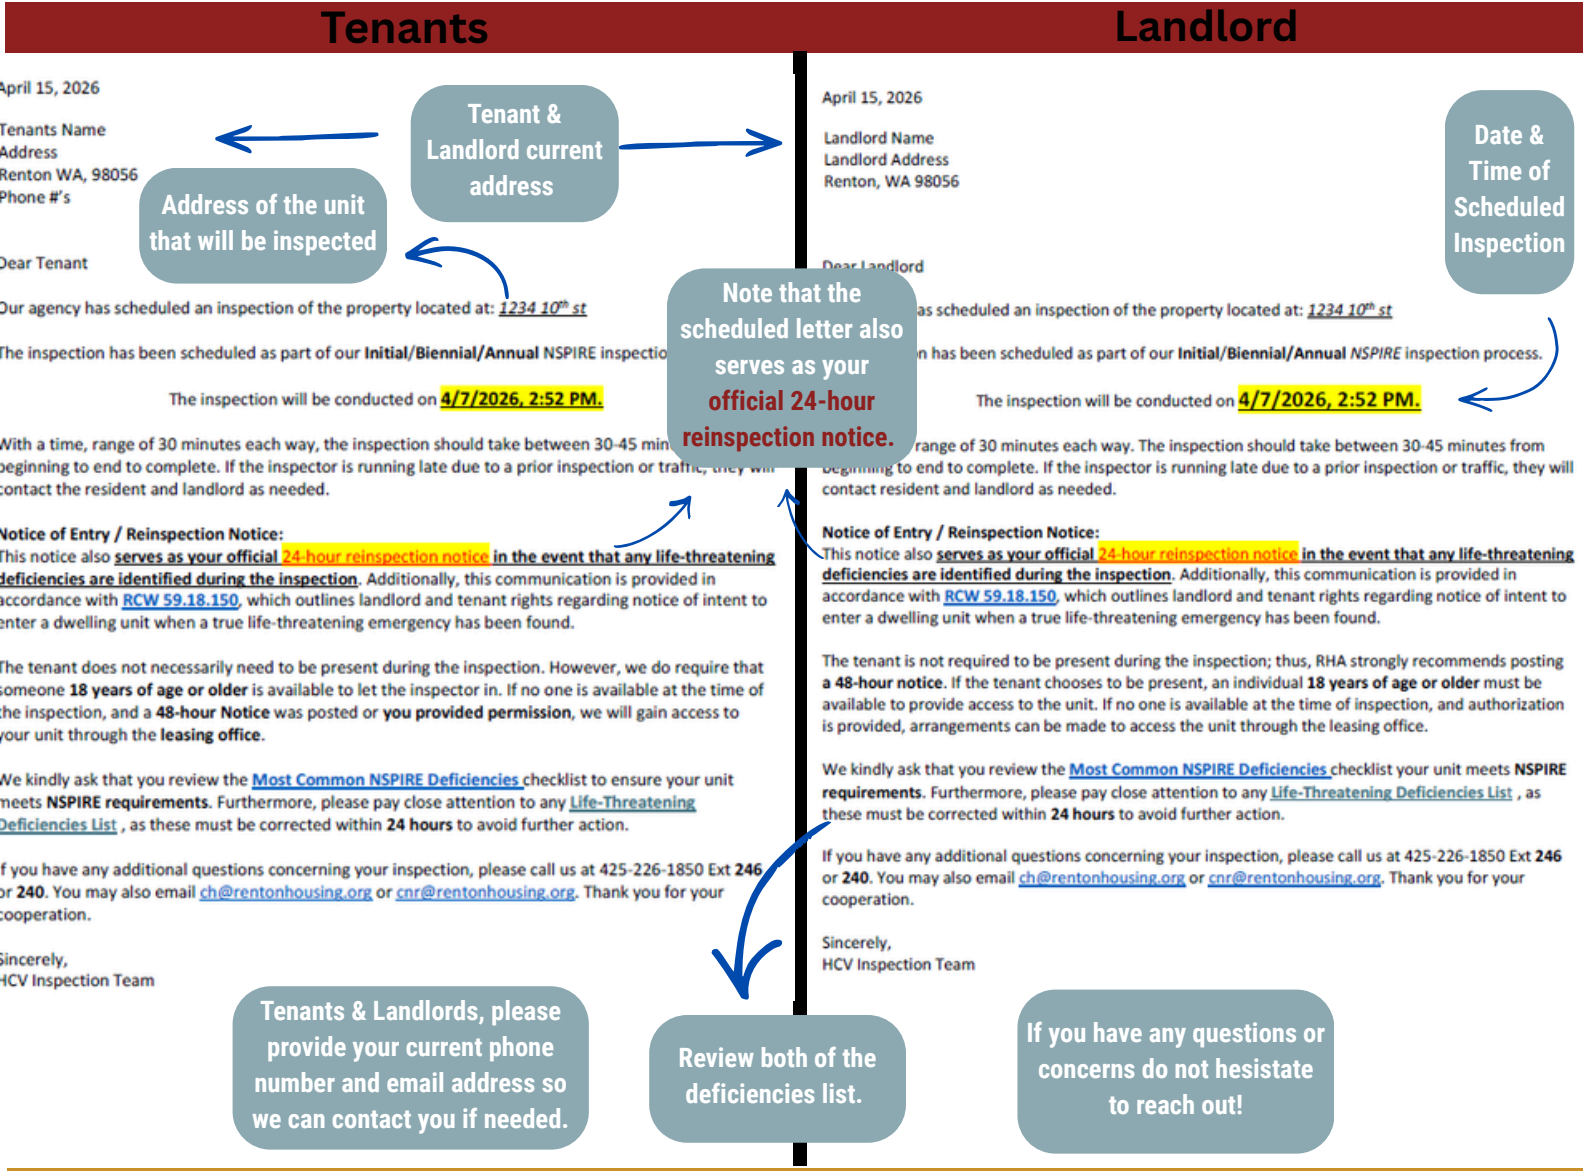 Tenants
April 15, 2026
Tenants Name
Address
Renton WA, 98056
Phone #'s
Tenant &
Landlord current
address
Address of the unit
that will be inspected
Dear Tenant
Our agency has scheduled an inspection of the property located at: 1234 10th st
The inspection has been scheduled as part of our Initial/Biennial/Annual NSPIRE
The inspection will be conducted on 4/7/2026, 2:52 PM.
With a time, range of 30 minutes each way, the inspection should take between 30-45
beginning to end to complete. If the inspector is running late due to a prior inspection or traffic, they will
contact the resident and landlord as needed.
Notice of Entry / Reinspection Notice:
This notice also serves as your official 24-hour reinspection notice in the event that any life-threatening
deficiencies are identified during the inspection. Additionally, this communication is provided in
accordance with RCW 59.18.150, which outlines landlord and tenant rights regarding notice of intent to
enter a dwelling unit when a true life-threatening emergency has been found.
The tenant does not necessarily need to be present during the inspection. However, we do require that
someone 18 years of age or older is available to let the inspector in. If no one is available at the time of
the inspection, and a 48-hour Notice was posted or you provided permission, we will gain access to
your unit through the leasing office.
We kindly ask that you review the Most Common NSPIRE Deficiencies checklist to ensure your unit
meets NSPIRE requirements. Furthermore, please pay close attention to any Life-Threatening
Deficiencies List , as these must be corrected within 24 hours to avoid further action.
If you have any additional questions concerning your inspection, please call us at 425-226-1850 Ext 246
or 240. You may also email ch@rentonhousing.org or cnr@rentonhousing.org. Thank you for your
cooperation.
Sincerely,
HCV Inspection Team
Tenants & Landlords, please
provide your current phone
number and email address so
we can contact you if needed.
Note that the
scheduled letter also
serves as your
official 24-hour
reinspection notice.
Review both of the
deficiencies list.
Landlord
April 15, 2026
Landlord Name
Landlord Address
Renton, WA 98056
Date &
Time of
Scheduled
Inspection
Dear Landlord
as scheduled an inspection of the property located at: 1234 10th st
n has been scheduled as part of our Initial/Biennial/Annual NSPIRE inspection process.
The inspection will be conducted on 4/7/2026, 2:52 PM.
range of 30 minutes each way. The inspection should take between 30-45 minutes from
beginning to end to complete. If the inspector is running late due to a prior inspection or traffic, they will
contact resident and landlord as needed.
Notice of Entry / Reinspection Notice:
This notice also serves as your official 24-hour reinspection notice in the event that any life-threatening
deficiencies are identified during the inspection. Additionally, this communication is provided in
accordance with RCW 59.18.150, which outlines landlord and tenant rights regarding notice of intent to
enter a dwelling unit when a true life-threatening emergency has been found.
The tenant is not required to be present during the inspection; thus, RHA strongly recommends posting
a 48-hour notice. If the tenant chooses to be present, an individual 18 years of age or older must be
available to provide access to the unit. If no one is available at the time of inspection, and authorization
is provided, arrangements can be made to access the unit through the leasing office.
We kindly ask that you review the Most Common NSPIRE Deficiencies checklist your unit meets NSPIRE
requirements. Furthermore, please pay close attention to any Life-Threatening Deficiencies List , as
these must be corrected within 24 hours to avoid further action.
If you have any additional questions concerning your inspection, please call us at 425-226-1850 Ext 246
or 240. You may also email ch@rentonhousing.org or cnr@rentonhousing.org. Thank you for your
cooperation.
Sincerely,
HCV Inspection Team
If you have any questions or
concerns do not hesistate
to reach out!